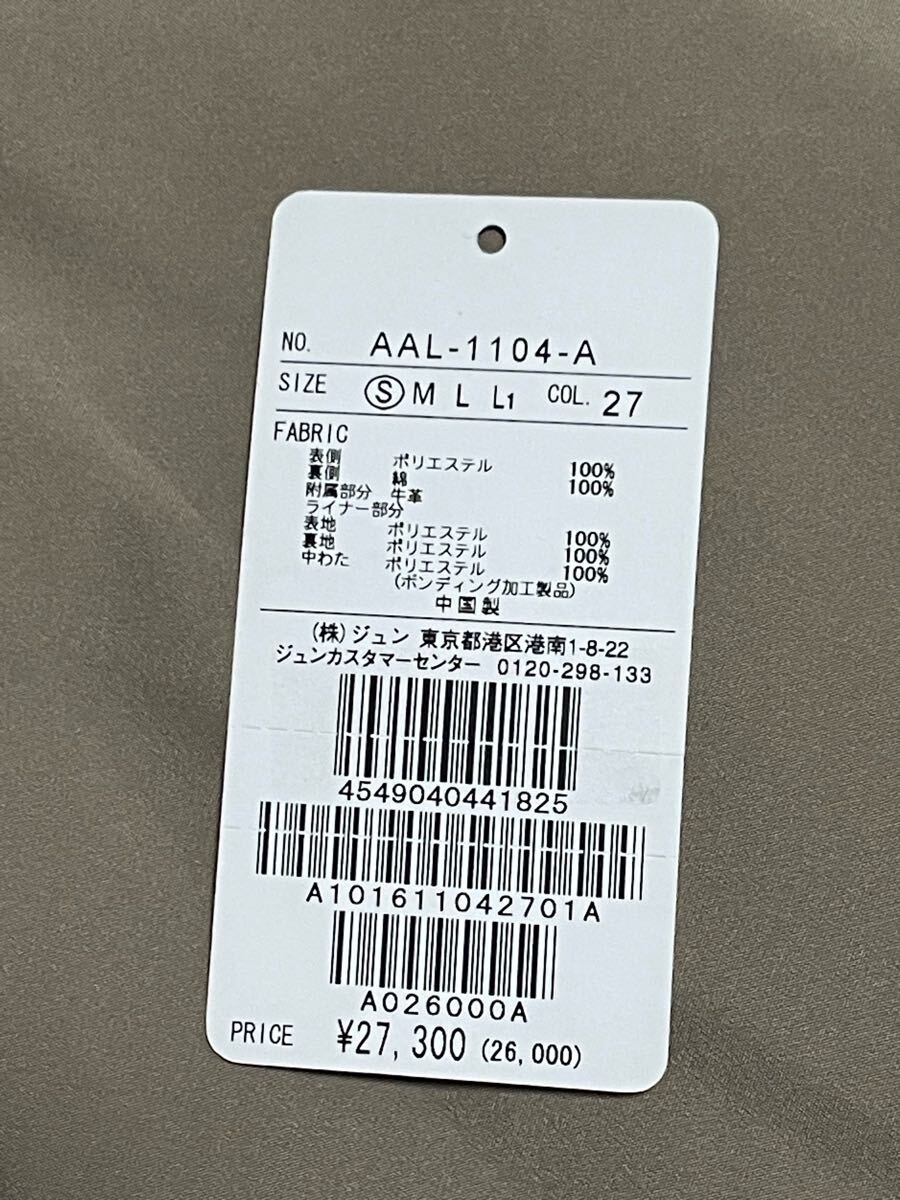 NO. AAL-1104-A
SIZE Ⓢ M L L1 COL. 27
FABRIC
表側 ポリエステル 100%
裏側 綿 100%
附属部分 牛革
ライナー部分
表地 ポリエステル 100%
裏地 ポリエステル 100%
中わた ポリエステル 100%
(ボンディング加工製品)
中国製
(株)ジュン 東京都港区港南1-8-22
ジュンカスタマーセンター 0120-298-133
4549040441825
A101611042701A
A026000A
PRICE ¥27,300 (26,000)